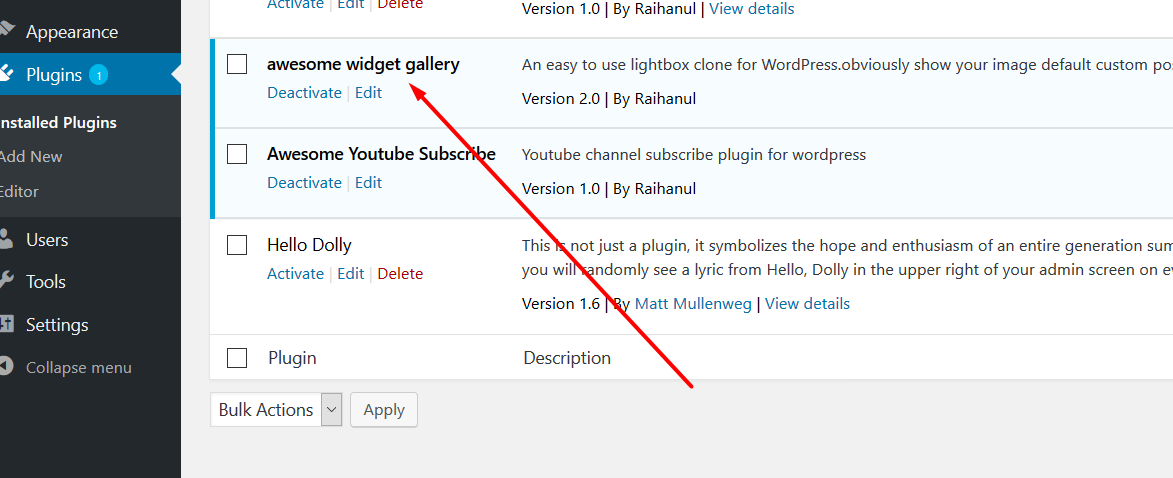 Activate | Edit | Delete
Version 1.0 | By Raihanul | View details
Appearance
Plugins 1
nstalled Plugins
Add New
Editor
Users
Tools
Settings
Collapse menu
awesome widget gallery
Deactivate | Edit
An easy to use lightbox clone for WordPress.obviously show your image default custom po
Version 2.0 | By Raihanul
Awesome Youtube Subscribe
Deactivate | Edit
Youtube channel subscribe plugin for wordpress
Version 1.0 | By Raihanul
Hello Dolly
Activate | Edit | Delete
This is not just a plugin, it symbolizes the hope and enthusiasm of an entire generation sum
you will randomly see a lyric from Hello, Dolly in the upper right of your admin screen on ev
Version 1.6 | By Matt Mullenweg | View details
Plugin
Description
Bulk Actions
Apply